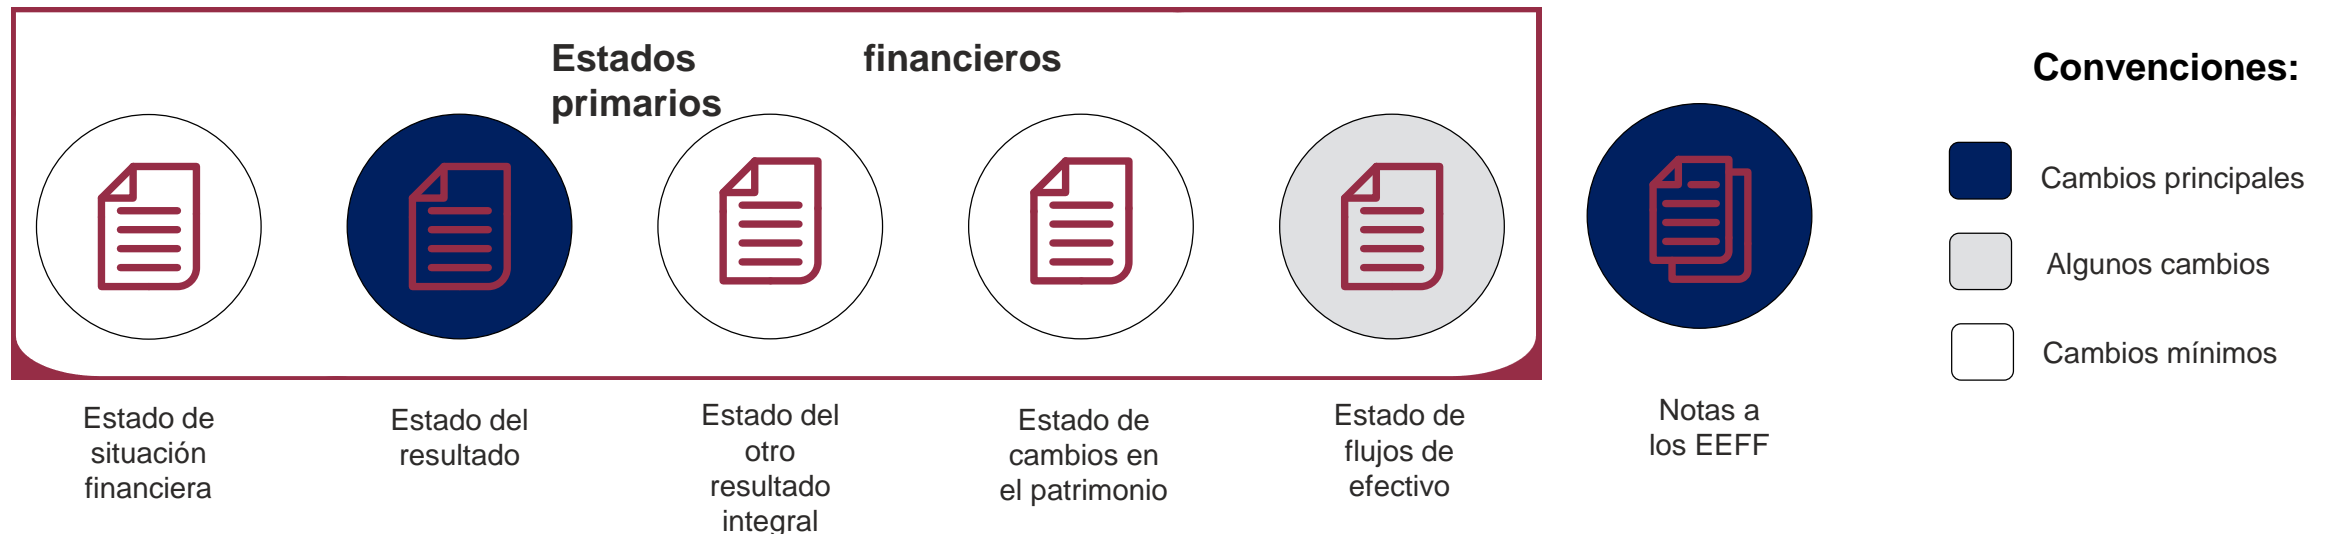 Estados financieros
primarios
Convenciones:
Cambios principales
Algunos cambios
Cambios mínimos
Estado de
situación
financiera
Estado del
resultado
Estado del
otro
resultado
integral
Estado de
cambios en
el patrimonio
Estado de
flujos de
efectivo
Notas a
los EEFF